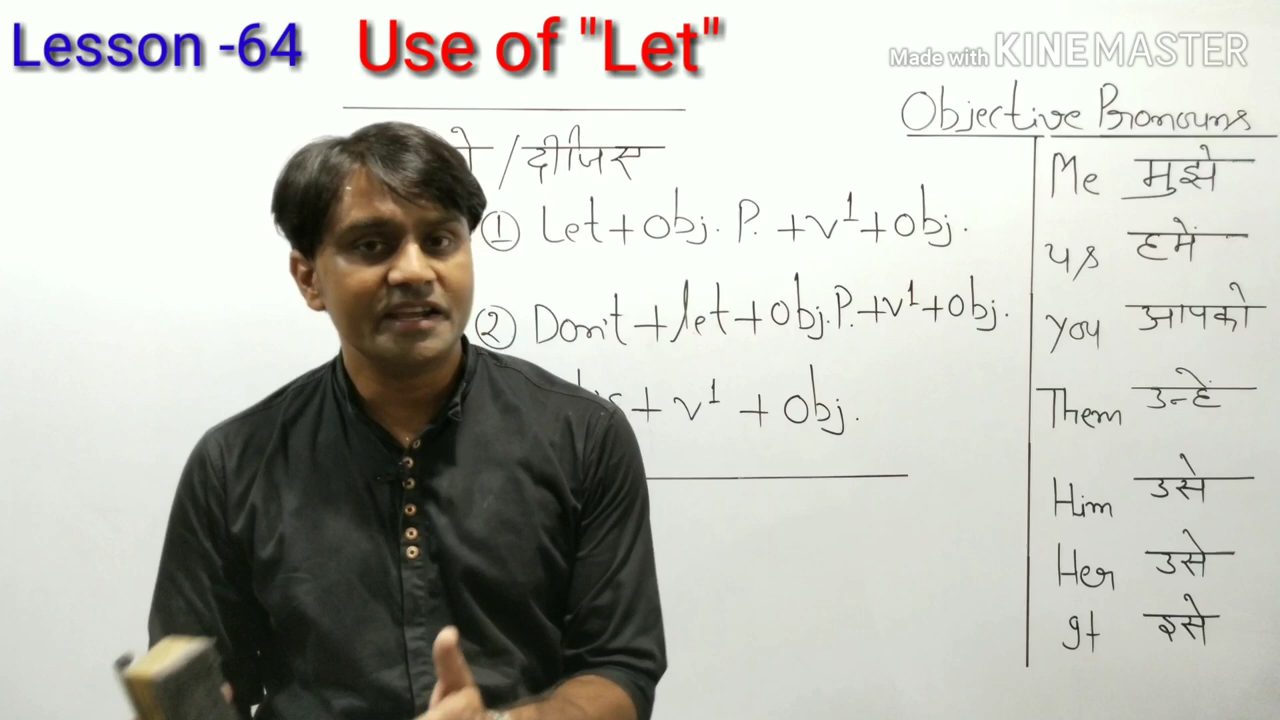 Lesson -64 Use of "Let"
Made with KINEMASTER
/ दीजिए
① Let + Obj. P. + V¹ + Obj.
② Don't + let + Obj. P. + V¹ + Obj.
+ V¹ + Obj.
Objective Pronouns
Me मुझे
us हमें
you आपको
Them उन्हें
Him उसे
Her उसे
It इसे